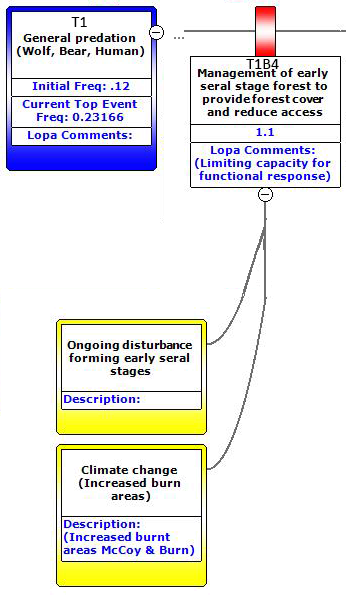 T1
General predation
(Wolf, Bear, Human)
Initial Freq: .12
Current Top Event
Freq: 0.23166
Lopa Comments:
...
T1B4
Management of early
seral stage forest to
provide forest cover
and reduce access
1.1
Lopa Comments:
(Limiting capacity for
functional response)
Ongoing disturbance
forming early seral
stages
Description:
Climate change
(Increased burn
areas)
Description:
(Increased burnt
areas McCoy & Burn)